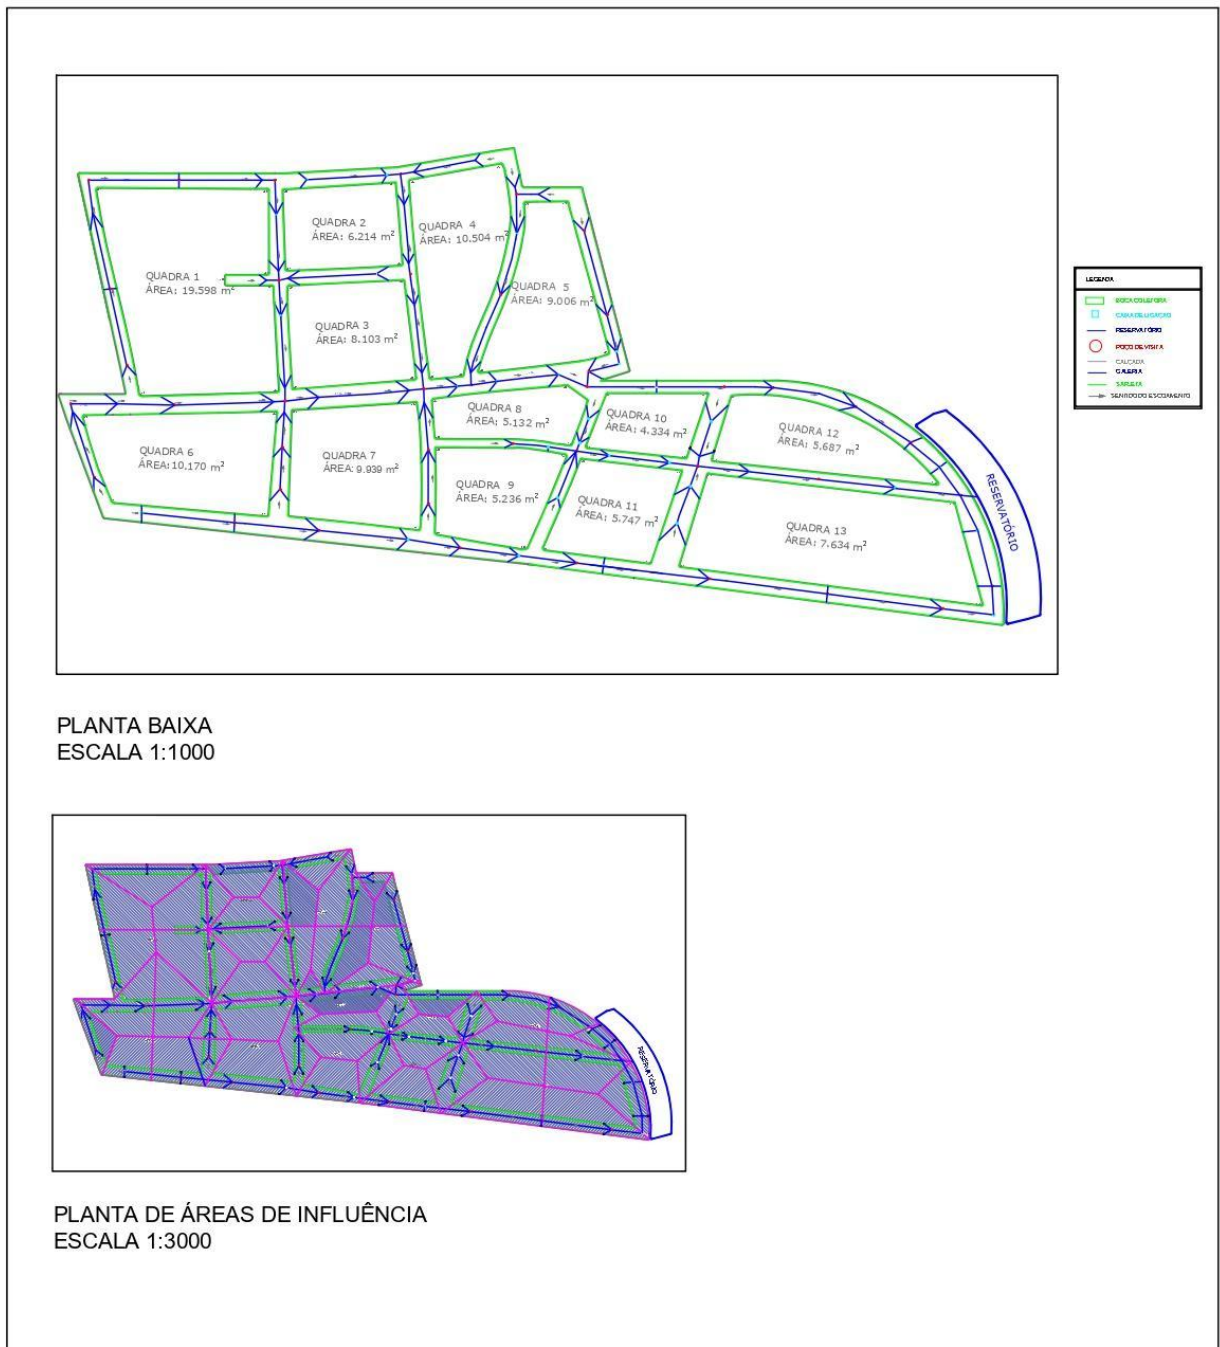 QUADRA 1
ÁREA: 19.598 m²
QUADRA 2
ÁREA: 6.214 m²
QUADRA 3
ÁREA: 8.103 m²
QUADRA 4
ÁREA: 10.504 m²
QUADRA 5
ÁREA: 9.006 m²
QUADRA 6
ÁREA:10.170 m²
QUADRA 7
ÁREA: 9.939 m²
QUADRA 8
ÁREA: 5.132 m²
QUADRA 9
ÁREA: 5.236 m²
QUADRA 10
ÁREA: 4.334 m²
QUADRA 11
ÁREA: 5.747 m²
QUADRA 12
ÁREA: 5.687 m²
QUADRA 13
ÁREA: 7.634 m²
RESERVATÓRIO
LEGENDA
BOCA COLETORA
CAIXA DE LIGAÇÃO
RESERVATÓRIO
POÇO DE VISITA
CALÇADA
GALERIA
SARJETA
SENTIDO DO ESCOAMENTO
PLANTA BAIXA
ESCALA 1:1000
RESERVATÓRIO
PLANTA DE ÁREAS DE INFLUÊNCIA
ESCALA 1:3000